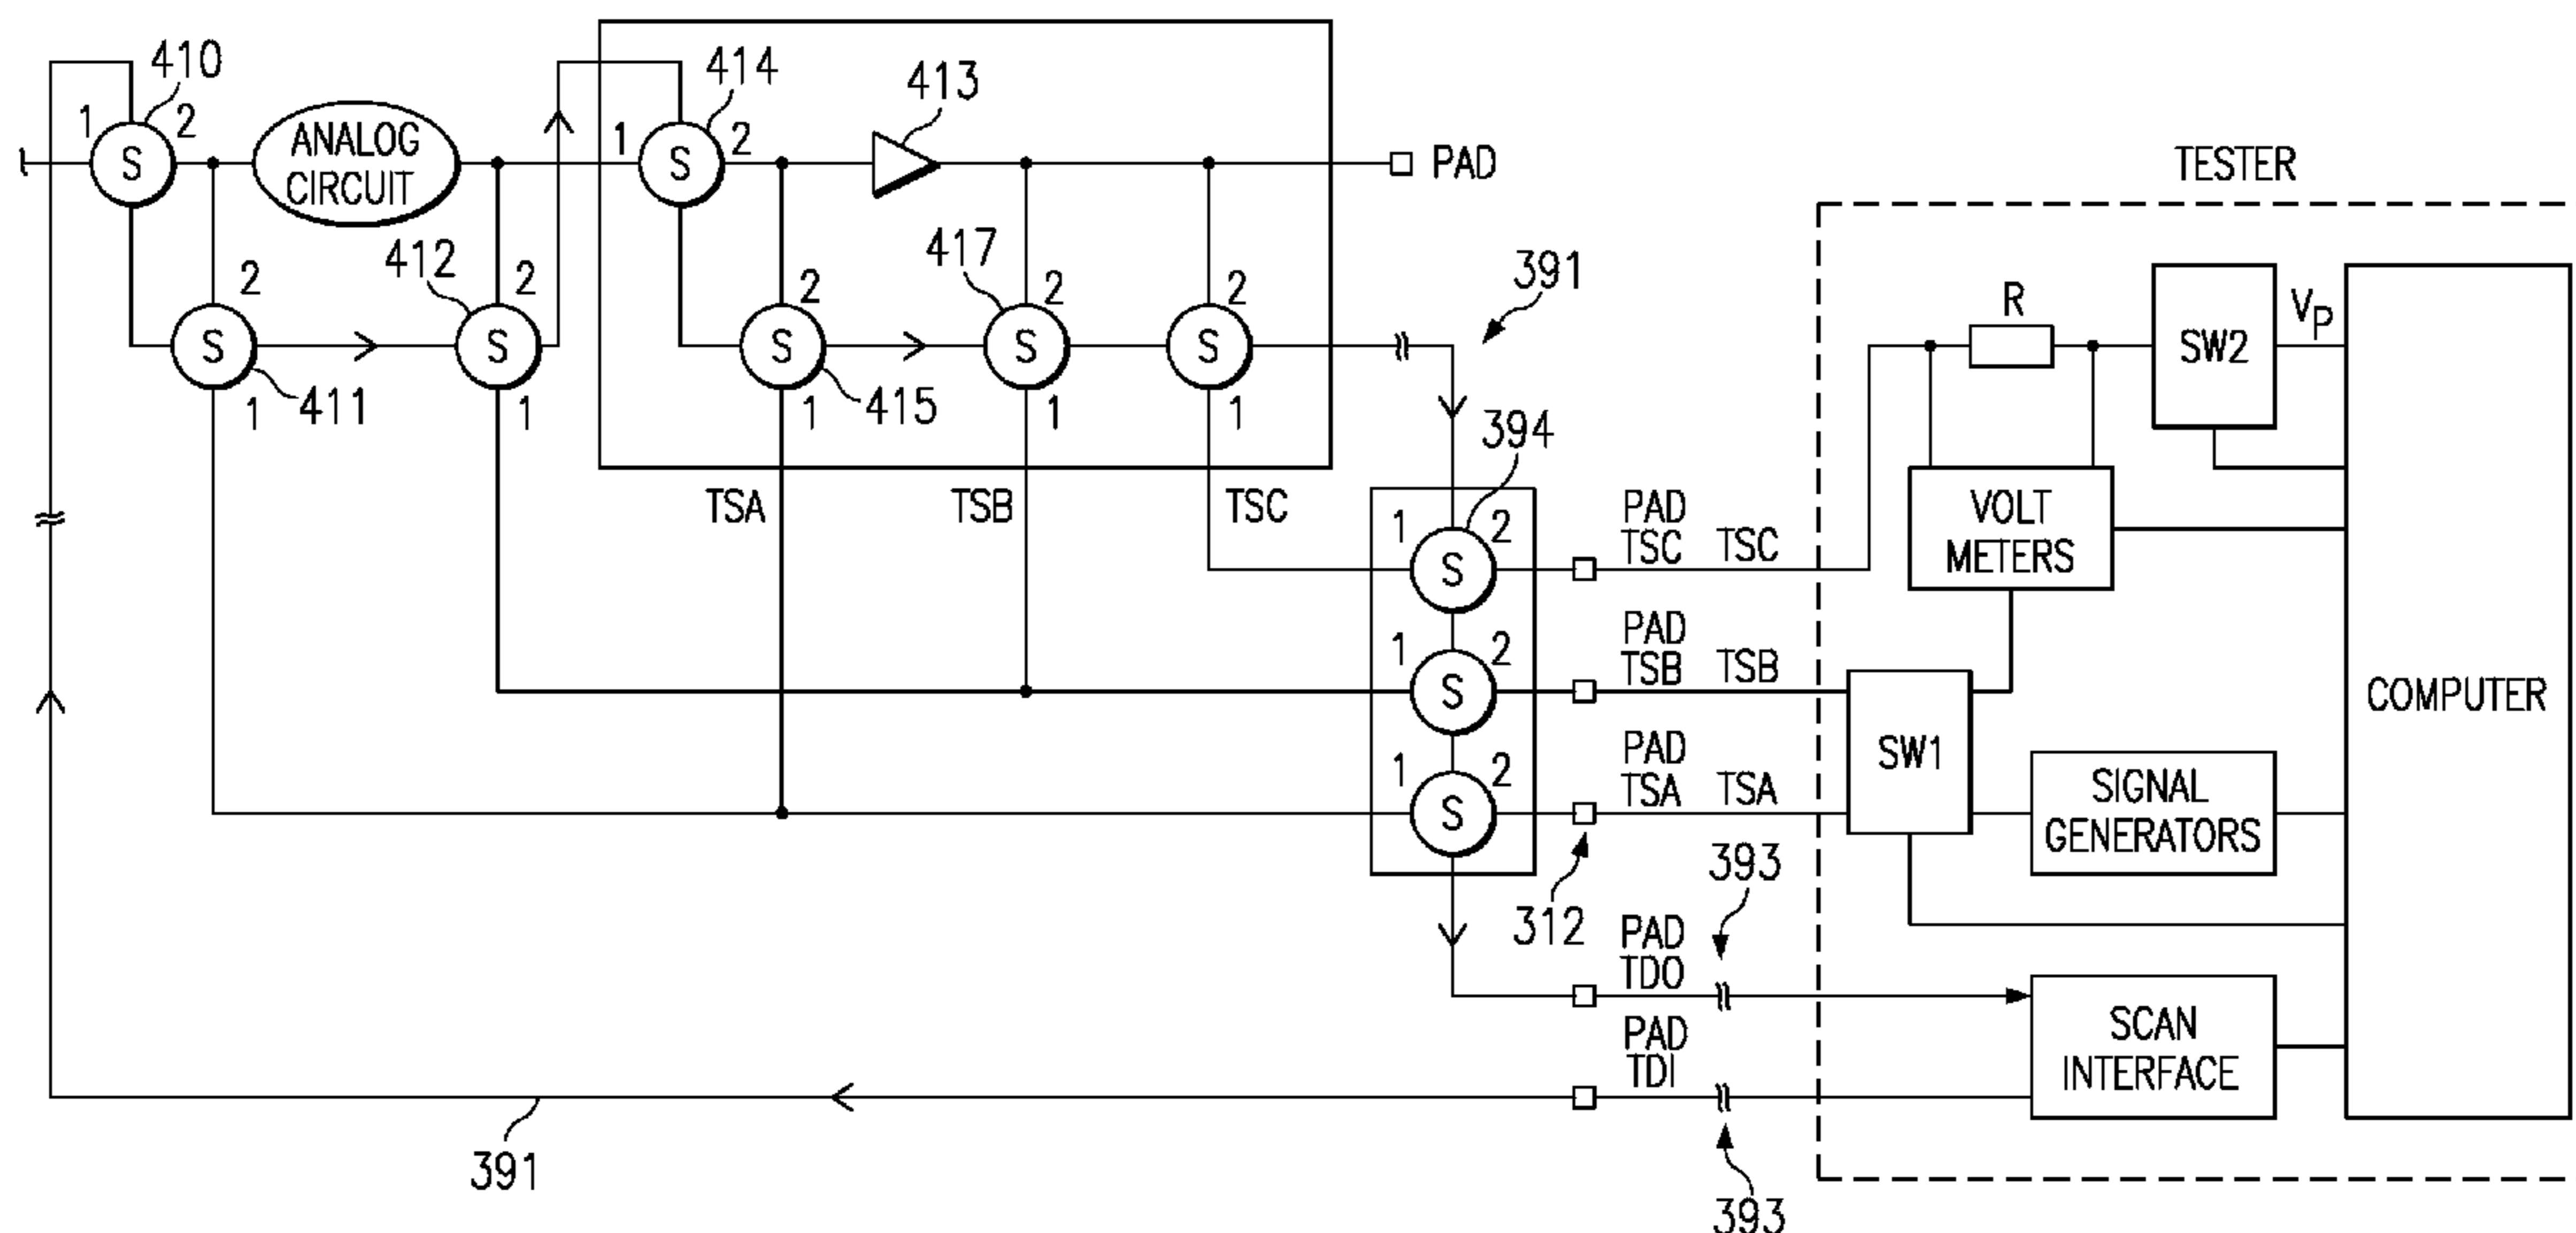 410
1
2
S
ANALOG
CIRCUIT
414
1
2
S
413
PAD
412
2
S
1
411
2
S
1
2
S
1
415
417
2
S
1
2
S
1
391
TSA
TSB
TSC
394
1
2
S
1
2
S
1
2
S
PAD
TSC
TSC
PAD
TSB
TSB
PAD
TSA
TSA
312
393
PAD
TDO
PAD
TDI
393
391
TESTER
R
SW2
VP
VOLT
METERS
SW1
SIGNAL
GENERATORS
SCAN
INTERFACE
COMPUTER